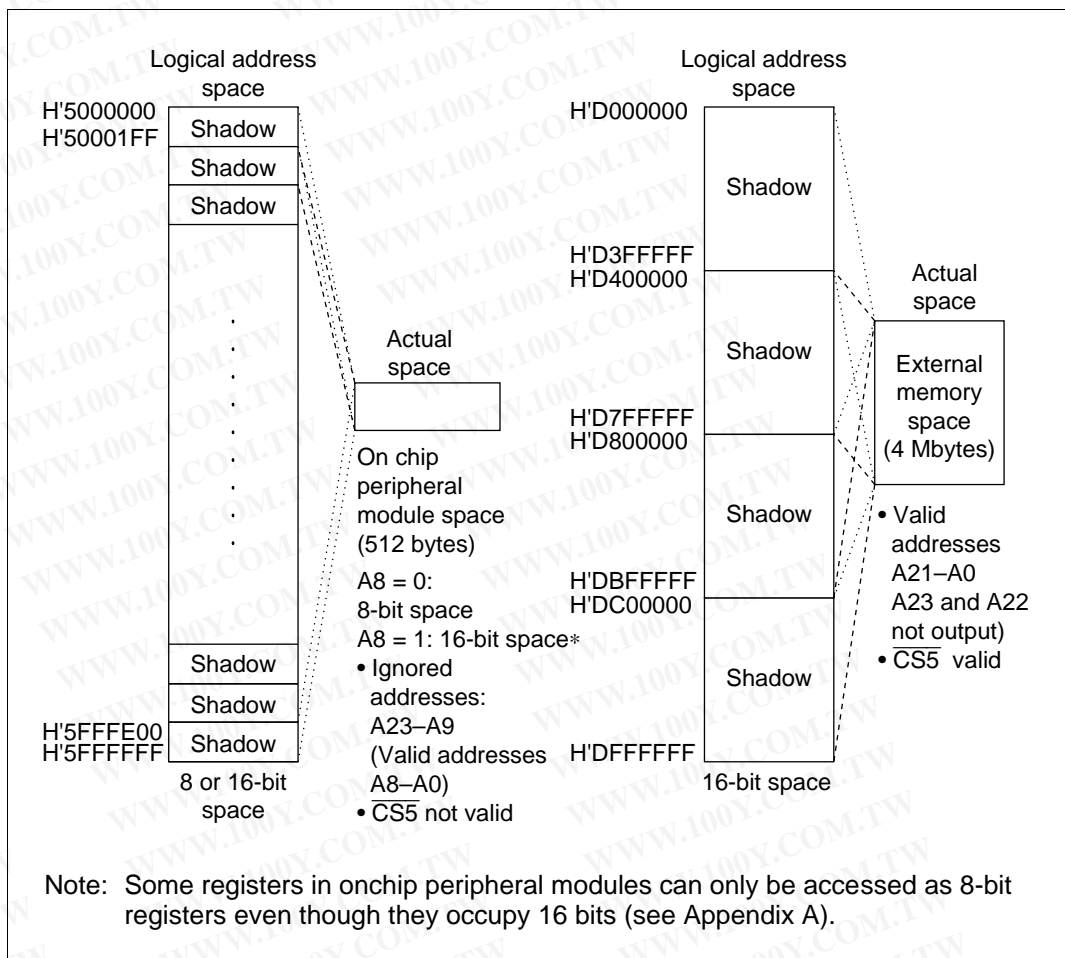 Logical address
space
H'5000000
H'50001FF
Shadow
Shadow
Shadow
Shadow
Shadow
H'5FFFE00
H'5FFFFFF
Shadow
8 or 16-bit
space
Actual
space
On chip
peripheral
module space
(512 bytes)
A8 = 0:
8-bit space
A8 = 1: 16-bit space*
• Ignored
addresses:
A23–A9
(Valid addresses
A8–A0)
• CS5 not valid
Logical address
space
H'D000000
Shadow
H'D3FFFFF
H'D400000
Shadow
H'D7FFFFF
H'D800000
Shadow
H'DBFFFFF
H'DC00000
Shadow
H'DFFFFFF
16-bit space
Actual
space
External
memory
space
(4 Mbytes)
• Valid
addresses
A21–A0
A23 and A22
not output)
• CS5 valid
Note: Some registers in onchip peripheral modules can only be accessed as 8-bit
registers even though they occupy 16 bits (see Appendix A).
WWW.100Y.COM.TW